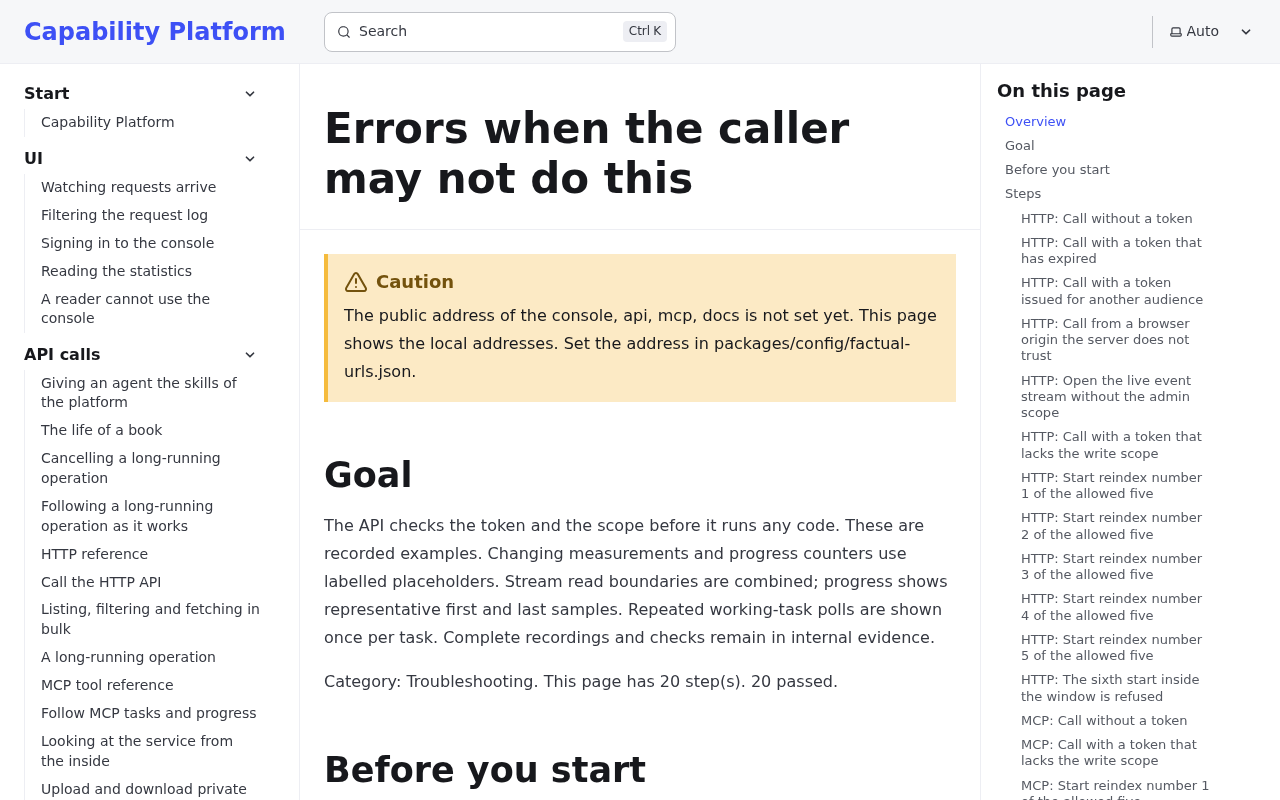 Capability Platform
Search
Ctrl K
Auto
Start
Capability Platform
UI
Watching requests arrive
Filtering the request log
Signing in to the console
Reading the statistics
A reader cannot use the
console
API calls
Giving an agent the skills of
the platform
The life of a book
Cancelling a long-running
operation
Following a long-running
operation as it works
HTTP reference
Call the HTTP API
Listing, filtering and fetching in
bulk
A long-running operation
MCP tool reference
Follow MCP tasks and progress
Looking at the service from
the inside
Upload and download private
Errors when the caller
may not do this
Caution
The public address of the console, api, mcp, docs is not set yet. This page
shows the local addresses. Set the address in packages/config/factual-
urls.json.
Goal
The API checks the token and the scope before it runs any code. These are
recorded examples. Changing measurements and progress counters use
labelled placeholders. Stream read boundaries are combined; progress shows
representative first and last samples. Repeated working-task polls are shown
once per task. Complete recordings and checks remain in internal evidence.
Category: Troubleshooting. This page has 20 step(s). 20 passed.
Before you start
On this page
Overview
Goal
Before you start
Steps
HTTP: Call without a token
HTTP: Call with a token that
has expired
HTTP: Call with a token
issued for another audience
HTTP: Call from a browser
origin the server does not
trust
HTTP: Open the live event
stream without the admin
scope
HTTP: Call with a token that
lacks the write scope
HTTP: Start reindex number
1 of the allowed five
HTTP: Start reindex number
2 of the allowed five
HTTP: Start reindex number
3 of the allowed five
HTTP: Start reindex number
4 of the allowed five
HTTP: Start reindex number
5 of the allowed five
HTTP: The sixth start inside
the window is refused
MCP: Call without a token
MCP: Call with a token that
lacks the write scope
MCP: Start reindex number 1
of the allowed five